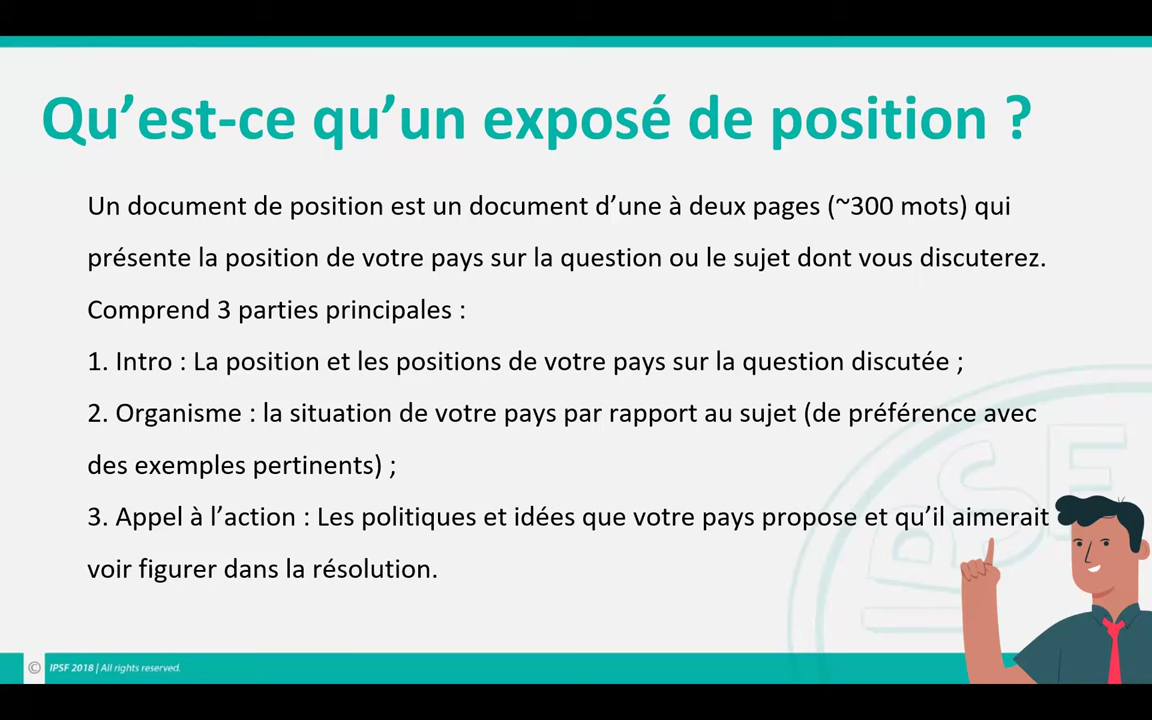 Qu’est-ce qu’un exposé de position ?
Un document de position est un document d’une à deux pages (~300 mots) qui
présente la position de votre pays sur la question ou le sujet dont vous discuterez.
Comprend 3 parties principales :
1. Intro : La position et les positions de votre pays sur la question discutée ;
2. Organisme : la situation de votre pays par rapport au sujet (de préférence avec
des exemples pertinents) ;
3. Appel à l’action : Les politiques et idées que votre pays propose et qu’il aimerait
voir figurer dans la résolution.
IPSF
© IPSF 2018 | All rights reserved.